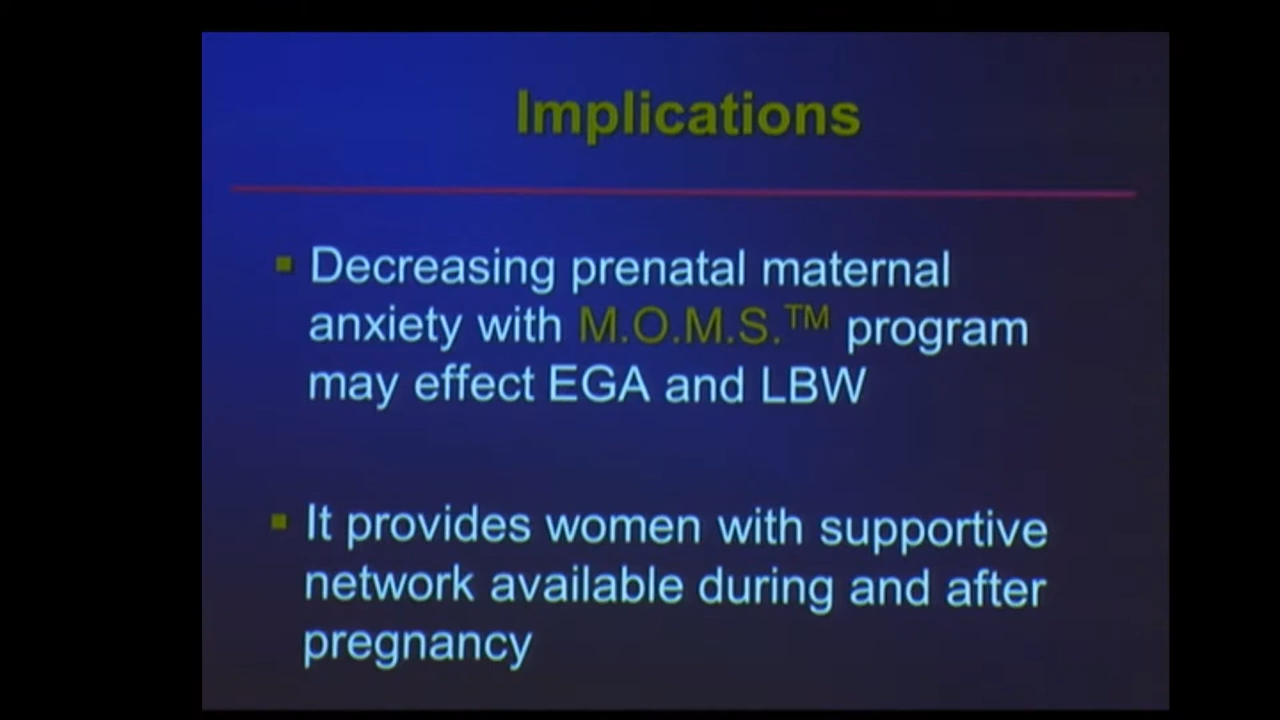 Implications
Decreasing prenatal maternal
anxiety with M.O.M.S.™ program
may effect EGA and LBW
It provides women with supportive
network available during and after
pregnancy